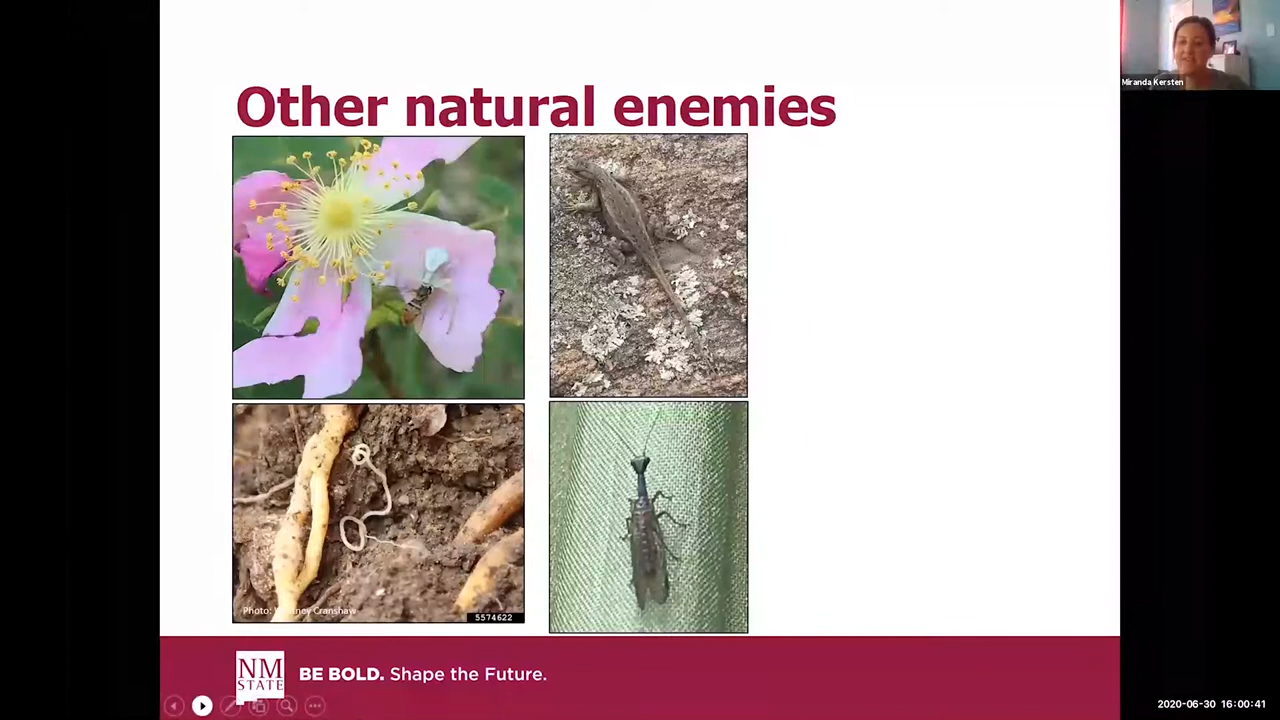 Other natural enemies
Miranda Kersten
Photo: Cranshaw
5574622
NM
STATE
BE BOLD. Shape the Future.
2020-06-30 16:00:41